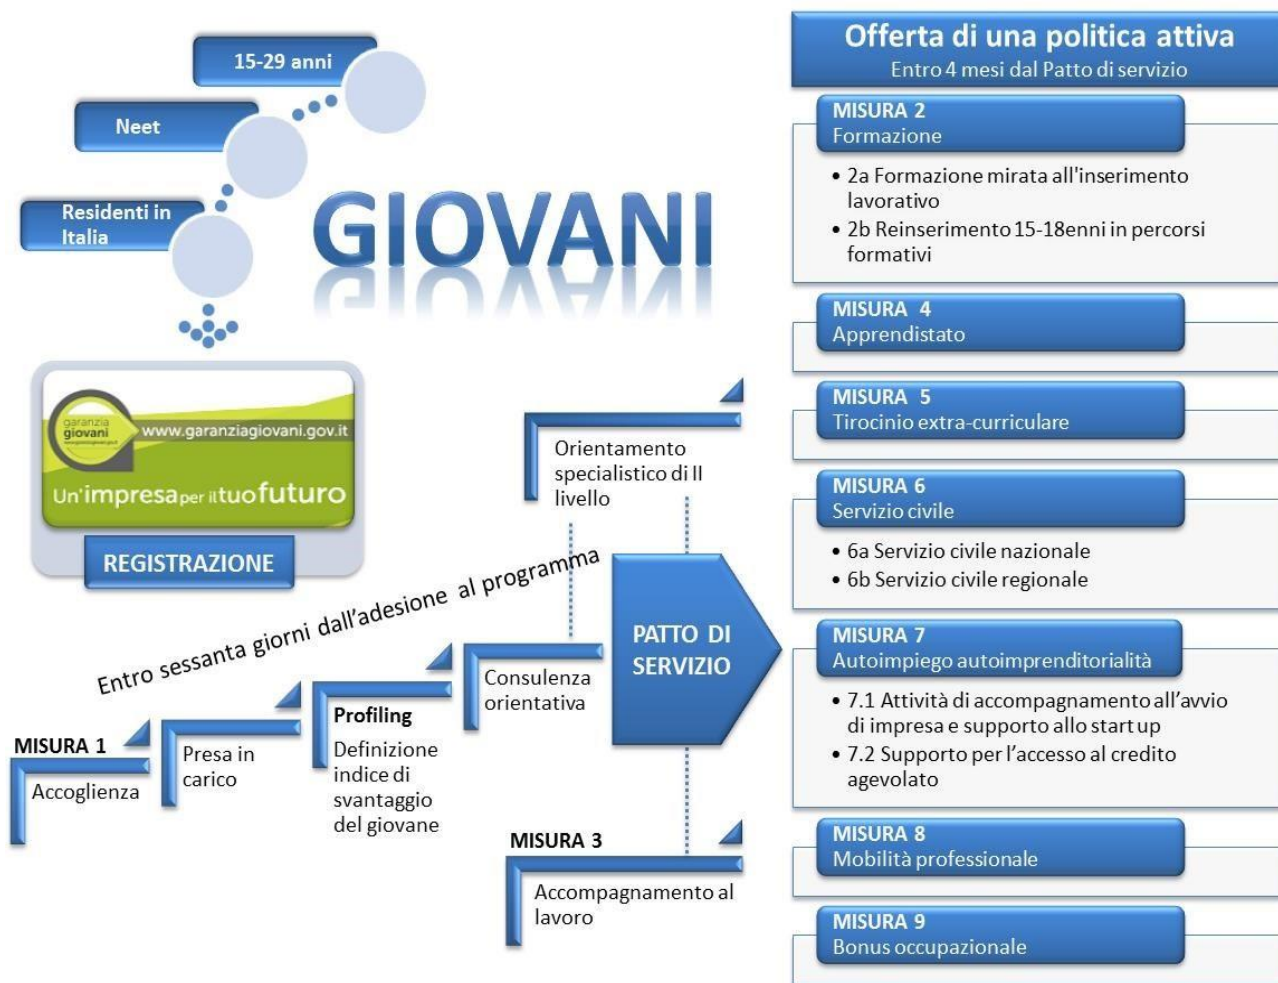 15-29 anni
Neet
Residenti in
Italia
GIOVANI
garanzia
giovani
www.garanziagiovani.gov.it
Un'impresa per il tuo futuro
REGISTRAZIONE
Entro sessanta giorni dall'adesione al programma
MISURA 1
Accoglienza
Presa in
carico
Profiling
Definizione
indice di
svantaggio
del giovane
Consulenza
orientativa
Orientamento
specialistico di II
livello
PATTO DI
SERVIZIO
MISURA 3
Accompagnamento al
lavoro
Offerta di una politica attiva
Entro 4 mesi dal Patto di servizio
MISURA 2
Formazione
• 2a Formazione mirata all'inserimento
lavorativo
• 2b Reinserimento 15-18enni in percorsi
formativi
MISURA 4
Apprendistato
MISURA 5
Tirocinio extra-curriculare
MISURA 6
Servizio civile
• 6a Servizio civile nazionale
• 6b Servizio civile regionale
MISURA 7
Autoimpiego autoimprenditorialità
• 7.1 Attività di accompagnamento all'avvio
di impresa e supporto allo start up
• 7.2 Supporto per l'accesso al credito
agevolato
MISURA 8
Mobilità professionale
MISURA 9
Bonus occupazionale